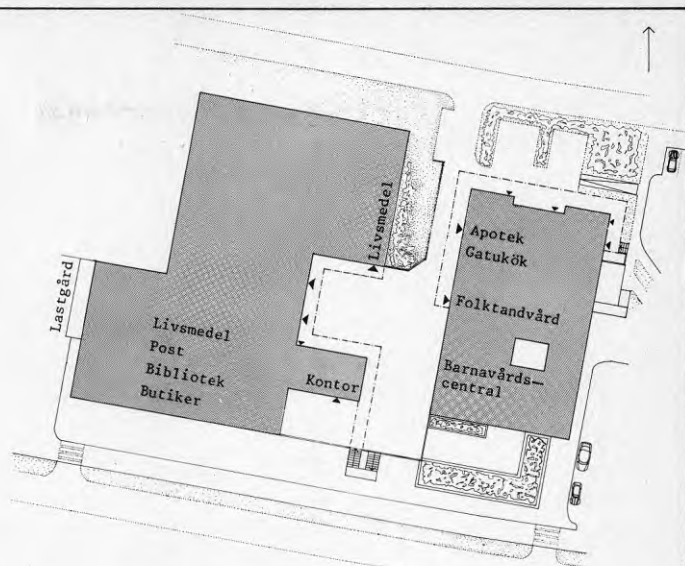 Livsmedel
Apotek
Gatukök
Folktandvård
Barnavårds-
central
Lastgård
Livsmedel
Post
Bibliotek
Butiker
Kontor